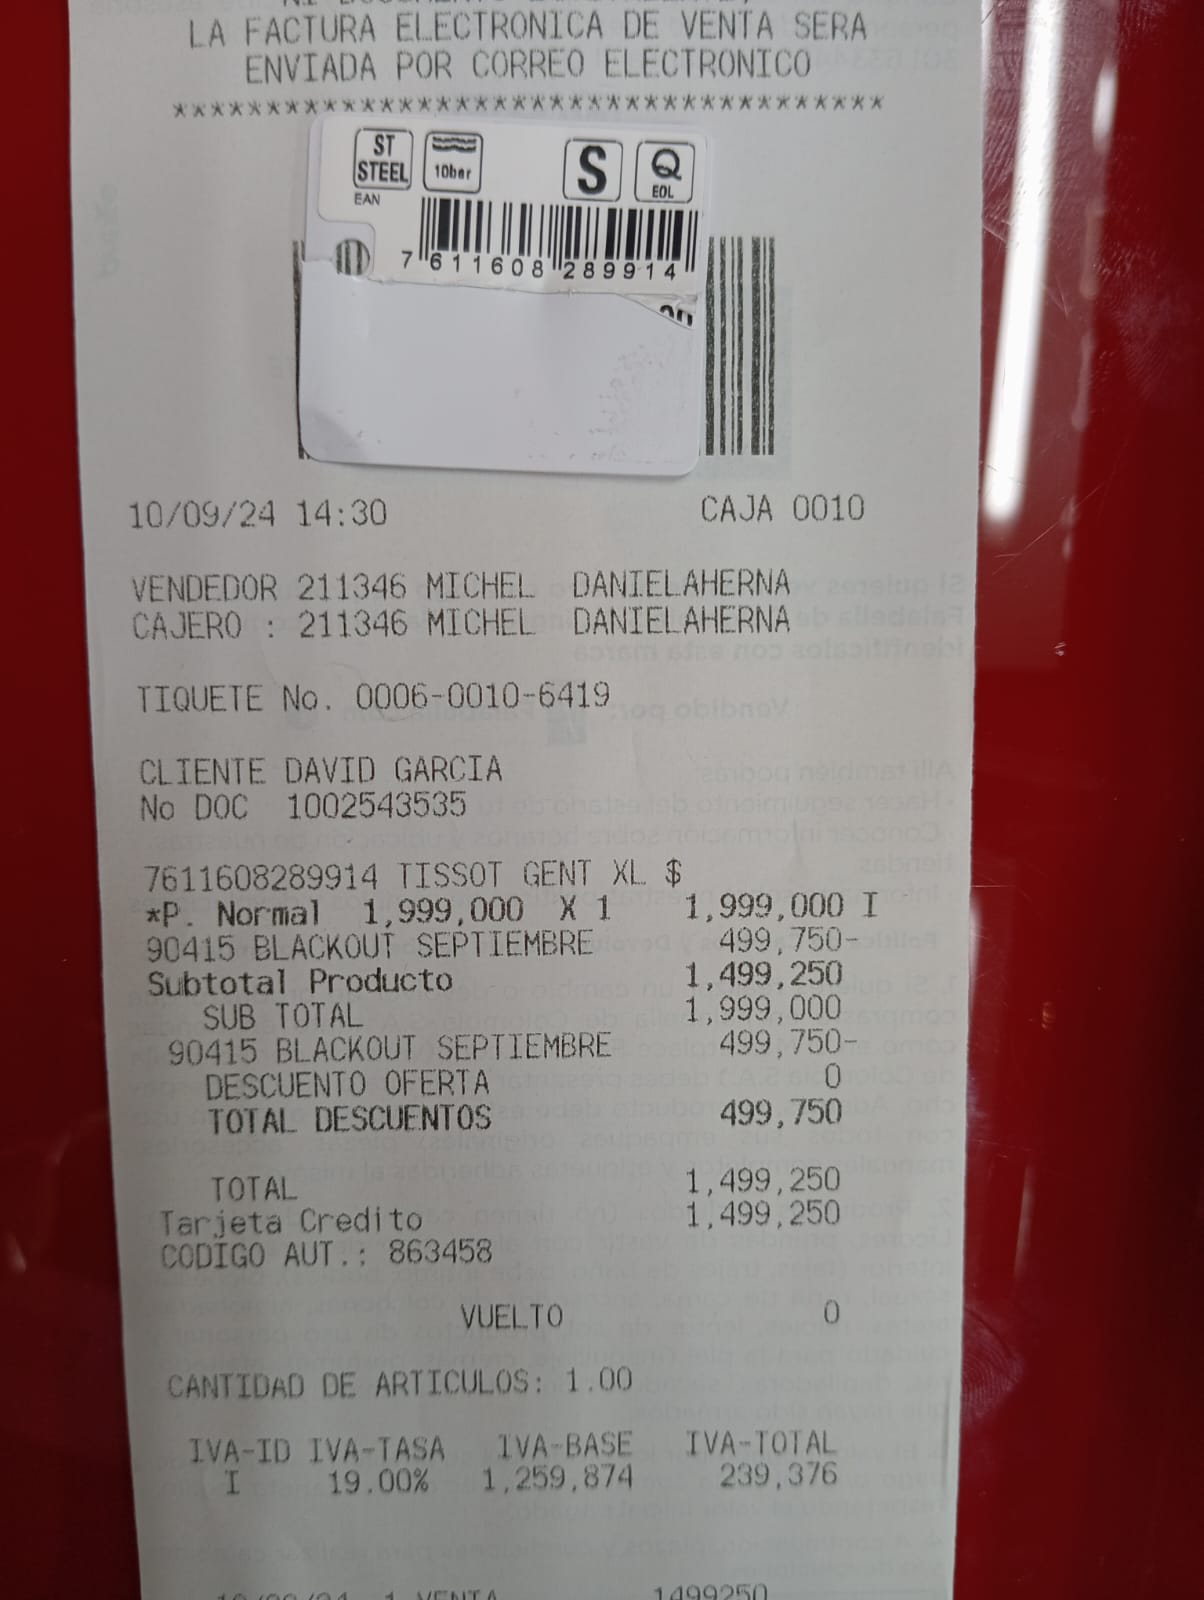 LA FACTURA ELECTRONICA DE VENTA SERA
ENVIADA POR CORREO ELECTRONICO
****************************************
ST STEEL
10bar
S
Q
EOL
EAN
7 611608 289914
10/09/24 14:30 CAJA 0010
VENDEDOR 211346 MICHEL DANIELAHERNA
CAJERO : 211346 MICHEL DANIELAHERNA
TIQUETE No. 0006-0010-6419
CLIENTE DAVID GARCIA
No DOC 1002543535
7611608289914 TISSOT GENT XL $
*P. Normal 1,999,000 X 1 1,999,000 I
90415 BLACKOUT SEPTIEMBRE 499,750-
Subtotal Producto 1,499,250
SUB TOTAL 1,999,000
90415 BLACKOUT SEPTIEMBRE 499,750-
DESCUENTO OFERTA 0
TOTAL DESCUENTOS 499,750
TOTAL 1,499,250
Tarjeta Credito 1,499,250
CODIGO AUT.: 863458
VUELTO 0
CANTIDAD DE ARTICULOS: 1.00
IVA-ID IVA-TASA IVA-BASE IVA-TOTAL
I 19.00% 1,259,874 239,376
1 VENTA 1499250